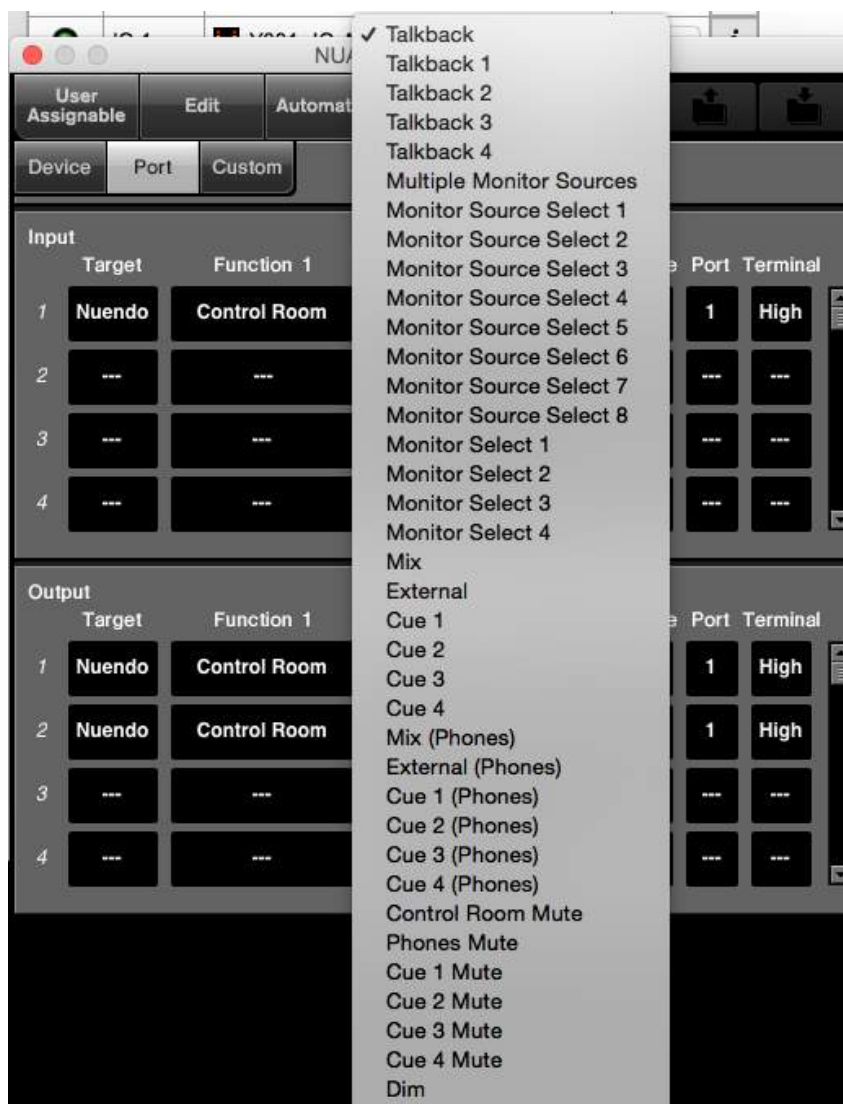 NUA
User Assignable
Edit
Automat
Device
Port
Custom
✓ Talkback
Talkback 1
Talkback 2
Talkback 3
Talkback 4
Multiple Monitor Sources
Monitor Source Select 1
Monitor Source Select 2
Monitor Source Select 3
Monitor Source Select 4
Monitor Source Select 5
Monitor Source Select 6
Monitor Source Select 7
Monitor Source Select 8
Monitor Select 1
Monitor Select 2
Monitor Select 3
Monitor Select 4
Mix
External
Cue 1
Cue 2
Cue 3
Cue 4
Mix (Phones)
External (Phones)
Cue 1 (Phones)
Cue 2 (Phones)
Cue 3 (Phones)
Cue 4 (Phones)
Control Room Mute
Phones Mute
Cue 1 Mute
Cue 2 Mute
Cue 3 Mute
Cue 4 Mute
Dim
Input
Target Function 1 e Port Terminal
1 Nuendo Control Room 1 High
2 --- --- --- ---
3 --- --- --- ---
4 --- --- --- ---
Output
Target Function 1 e Port Terminal
1 Nuendo Control Room 1 High
2 Nuendo Control Room 1 High
3 --- --- --- ---
4 --- --- --- ---